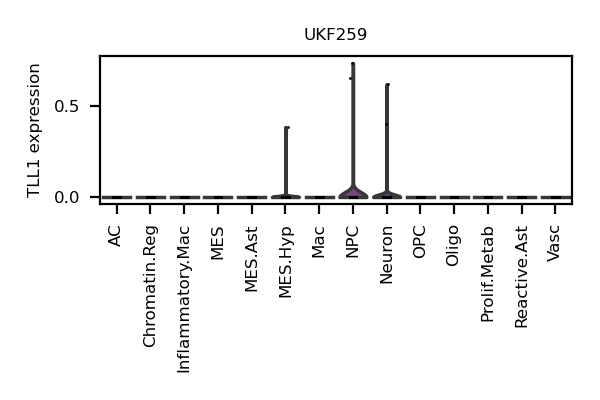 UKF259
TLL1 expression
0.5
0.0
AC
Chromatin.Reg
Inflammatory.Mac
MES
MES.Ast
MES.Hyp
Mac
NPC
Neuron
OPC
Oligo
Prolif.Metab
Reactive.Ast
Vasc